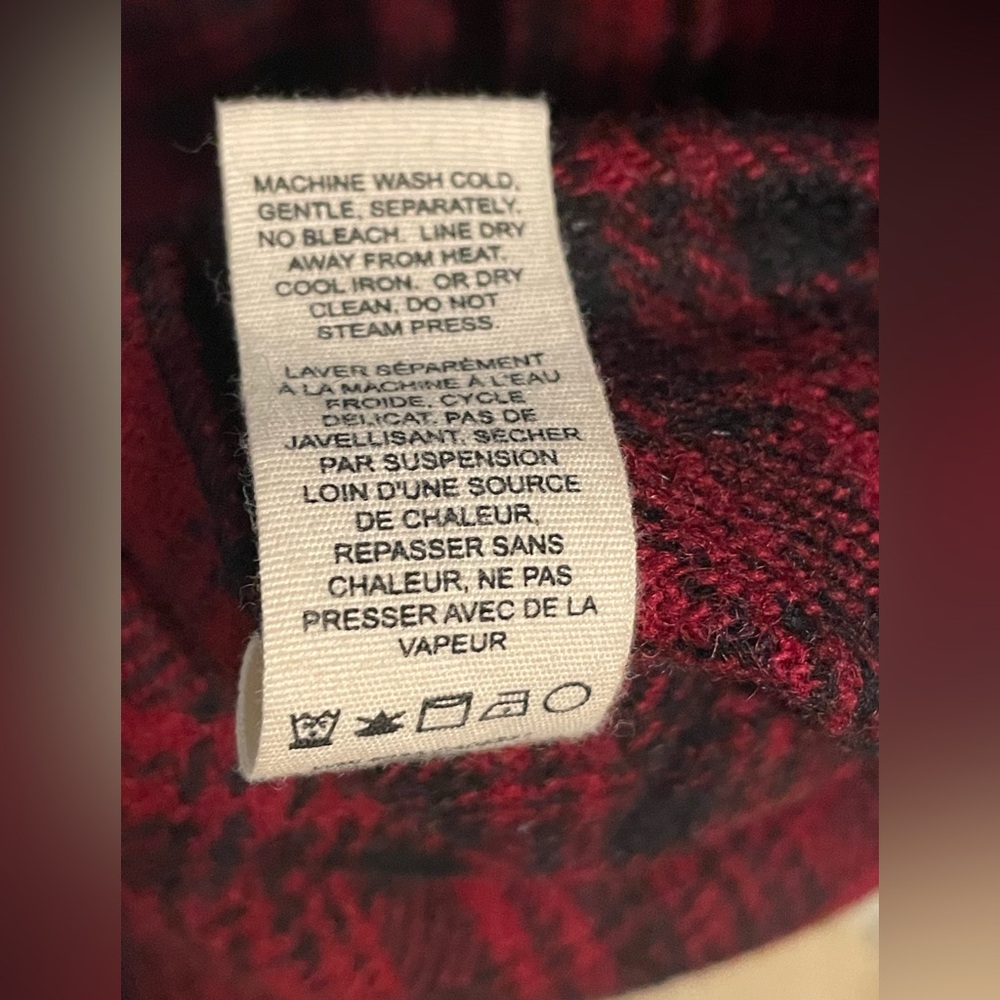 MACHINE WASH COLD,
GENTLE, SEPARATELY,
NO BLEACH. LINE DRY
AWAY FROM HEAT.
COOL IRON. OR DRY
CLEAN, DO NOT
STEAM PRESS.
LAVER SÉPARÉMENT
À LA MACHINE À L'EAU
FROIDE, CYCLE
DÉLICAT, PAS DE
JAVELLISANT, SÉCHER
PAR SUSPENSION
LOIN D'UNE SOURCE
DE CHALEUR,
REPASSER SANS
CHALEUR, NE PAS
PRESSER AVEC DE LA
VAPEUR